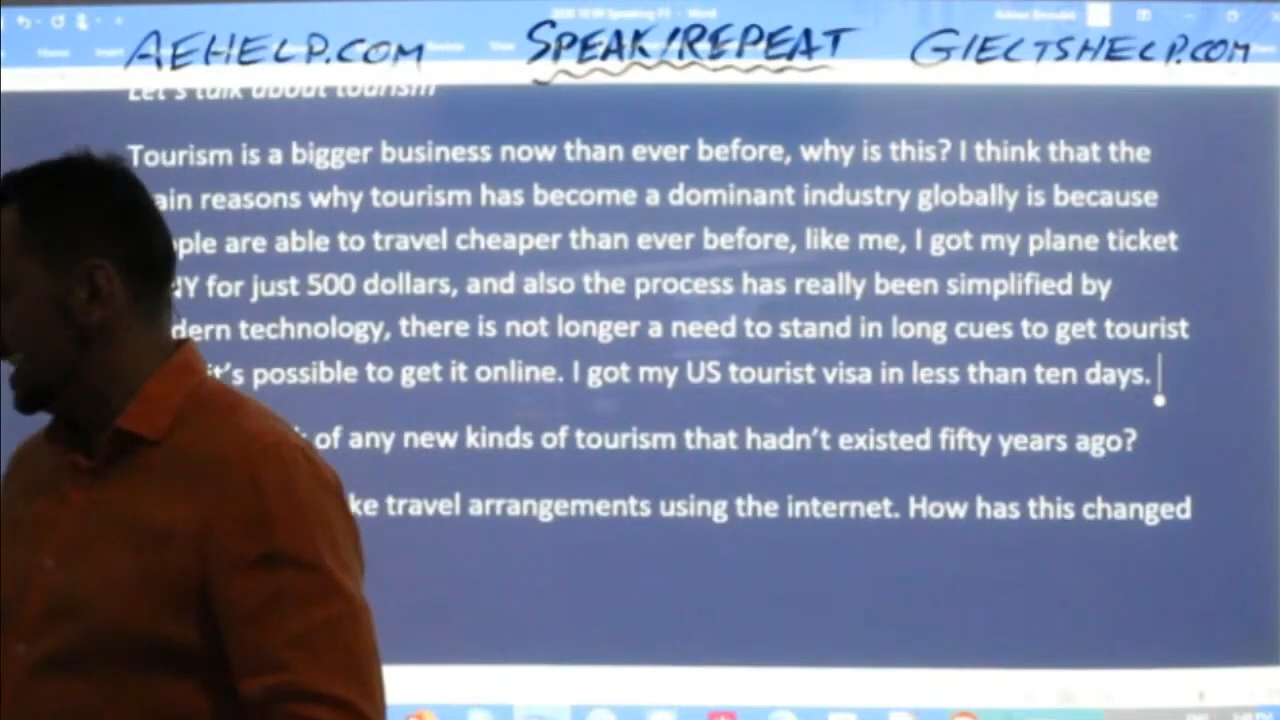 AEHELP.COM SPEAK/REPEAT GIELTSHELP.COM
Let's talk about tourism
Tourism is a bigger business now than ever before, why is this? I think that the
ain reasons why tourism has become a dominant industry globally is because
ple are able to travel cheaper than ever before, like me, I got my plane ticket
NY for just 500 dollars, and also the process has really been simplified by
dern technology, there is not longer a need to stand in long cues to get tourist
it's possible to get it online. I got my US tourist visa in less than ten days.
of any new kinds of tourism that hadn't existed fifty years ago?
ke travel arrangements using the internet. How has this changed